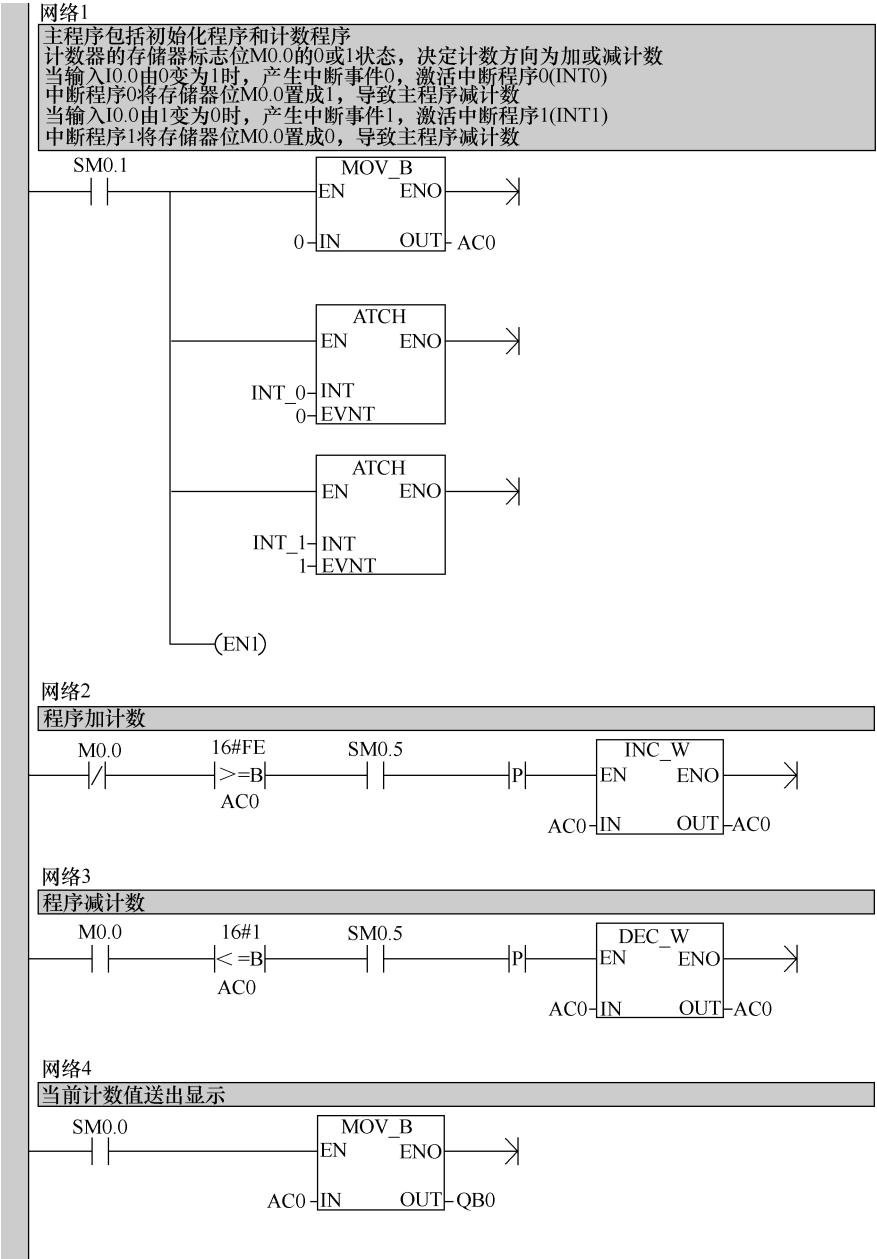 网络1
主程序包括初始化程序和计数程序
计数器的存储器标志位M0.0的0或1状态，决定计数方向为加或减计数
当输入I0.0由0变为1时，产生中断事件0，激活中断程序0(INT0)
中断程序0将存储器位M0.0置成1，导致主程序减计数
当输入I0.0由1变为0时，产生中断事件1，激活中断程序1(INT1)
中断程序1将存储器位M0.0置成0，导致主程序减计数
SM0.1
MOV_B
EN ENO
0 IN OUT AC0
ATCH
EN ENO
INT_0 INT
0 EVNT
ATCH
EN ENO
INT_1 INT
1 EVNT
(EN1)
网络2
程序加计数
M0.0 16#FE SM0.5 INC_W
/ >=B P EN ENO
AC0
AC0 IN OUT AC0
网络3
程序减计数
M0.0 16#1 SM0.5 DEC_W
< =B P EN ENO
AC0
AC0 IN OUT AC0
网络4
当前计数值送出显示
SM0.0 MOV_B
EN ENO
AC0 IN OUT QB0